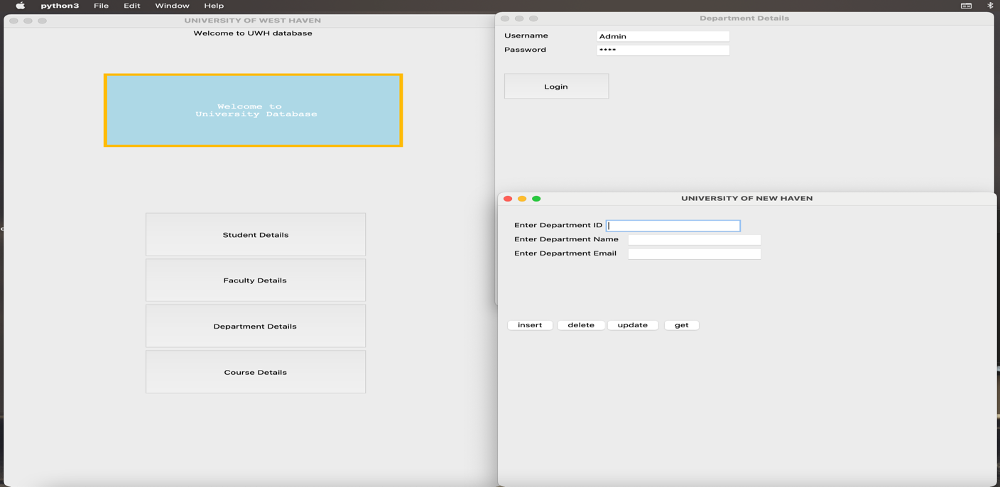 python3 File Edit Window Help
UNIVERSITY OF WEST HAVEN
Welcome to UWH database
Welcome to
University Database
Student Details
Faculty Details
Department Details
Course Details
Department Details
Username Admin
Password ****
Login
UNIVERSITY OF NEW HAVEN
Enter Department ID
Enter Department Name
Enter Department Email
insert delete update get